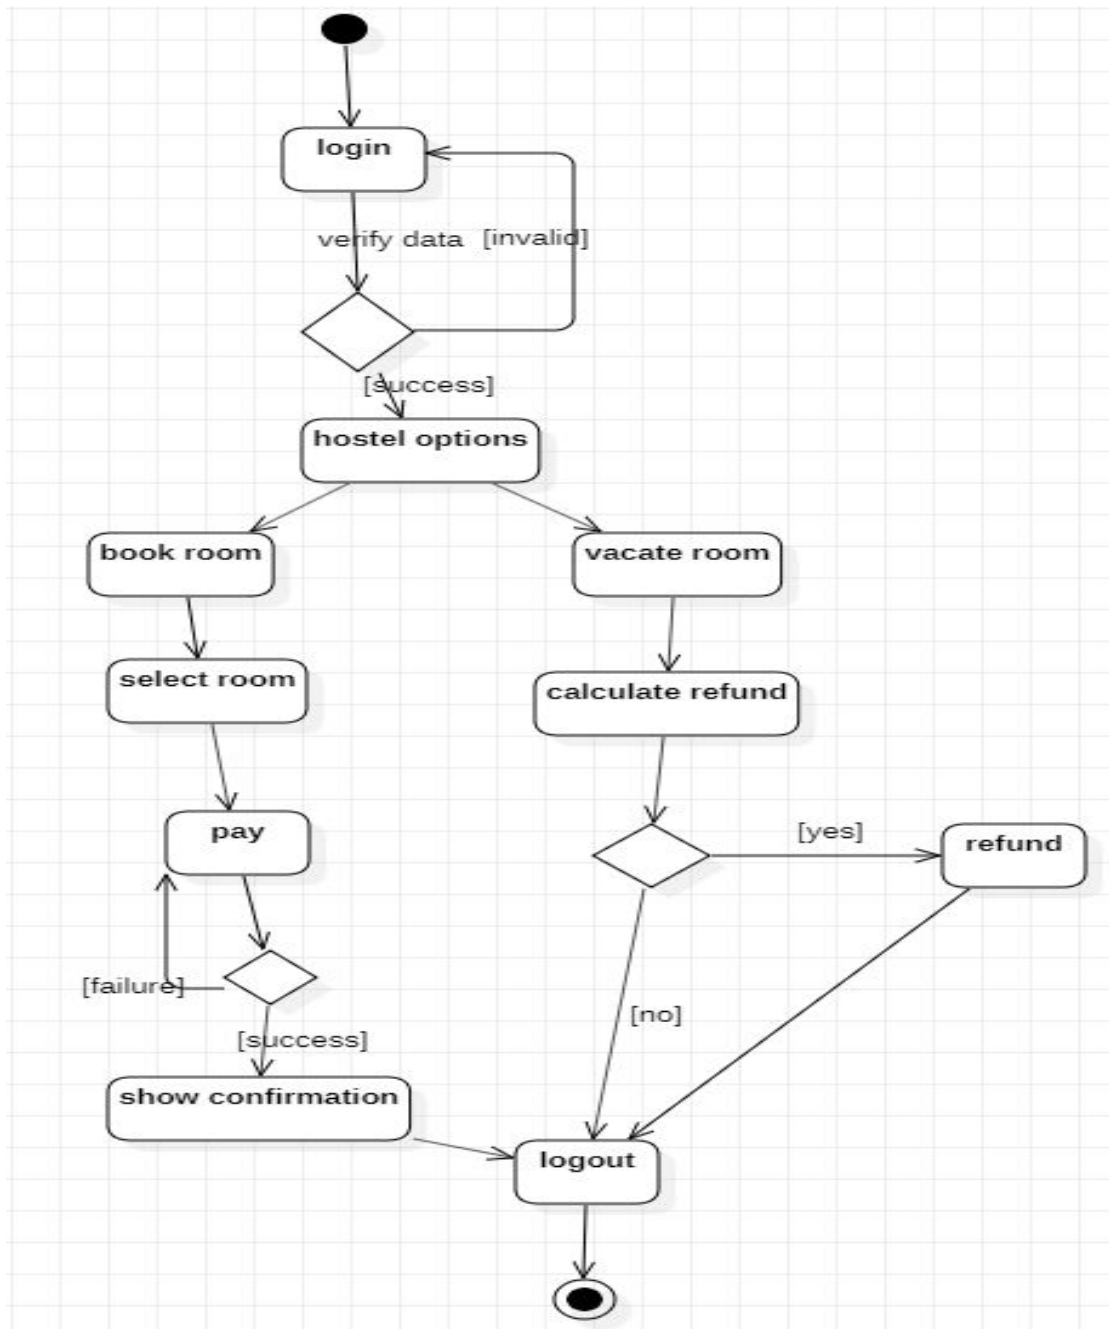 login
verify data [invalid]
[success]
hostel options
book room
vacate room
select room
calculate refund
pay
[yes]
refund
[failure]
[no]
[success]
show confirmation
logout